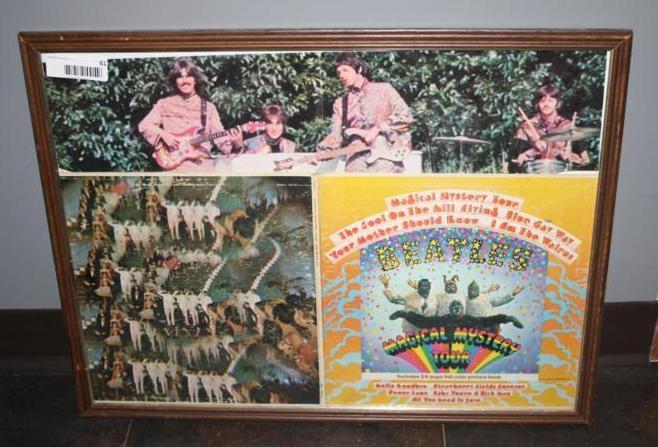 61
Magical Mystery Tour
The Fool On The Hill Flying Blue Jay Way
Your Mother Should Know I Am The Walrus
BEATLES
MAGICAL MYSTERY
TOUR
Includes 24-page full color picture book
Hello Goodbye Strawberry Fields Forever
Penny Lane Baby You're A Rich Man
All You Need Is Love